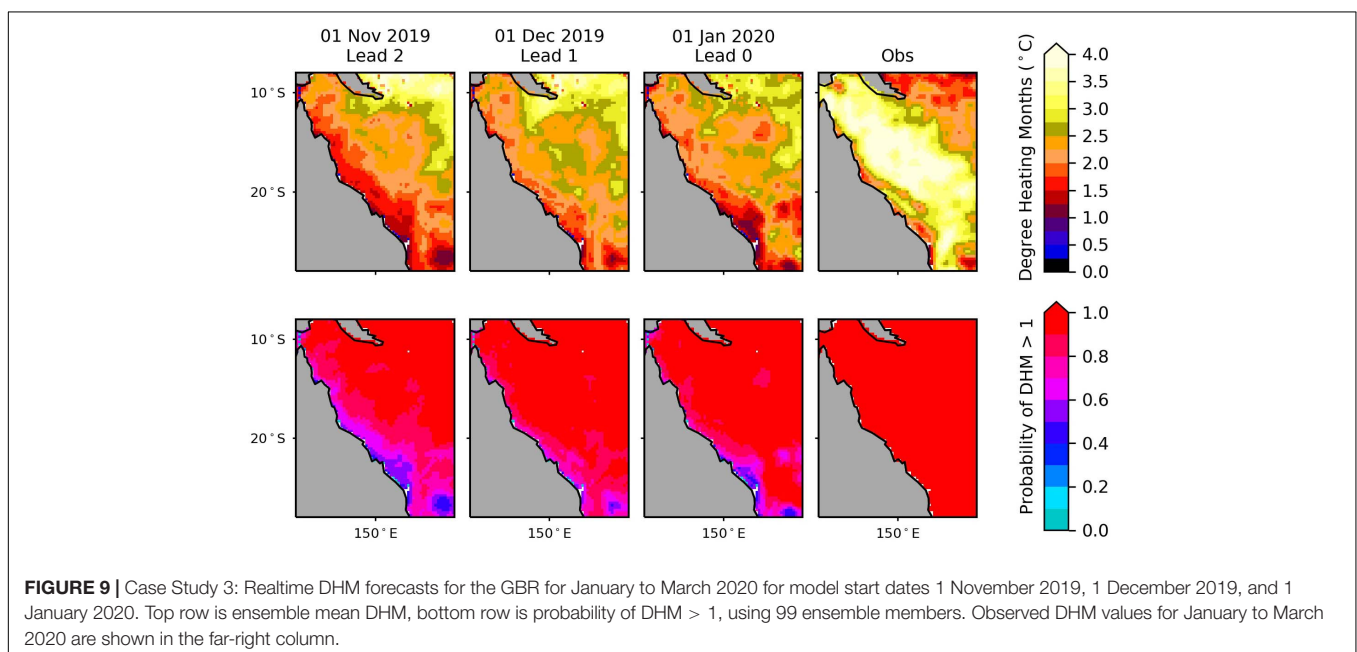 01 Nov 2019
Lead 2
01 Dec 2019
Lead 1
01 Jan 2020
Lead 0
Obs
10°S
20°S
Degree Heating Months (°C)
4.0
3.5
3.0
2.5
2.0
1.5
1.0
0.5
0.0
10°S
20°S
150°E
150°E
150°E
150°E
Probability of DHM > 1
1.0
0.8
0.6
0.4
0.2
0.0
FIGURE 9 | Case Study 3: Realtime DHM forecasts for the GBR for January to March 2020 for model start dates 1 November 2019, 1 December 2019, and 1
January 2020. Top row is ensemble mean DHM, bottom row is probability of DHM > 1, using 99 ensemble members. Observed DHM values for January to March
2020 are shown in the far-right column.